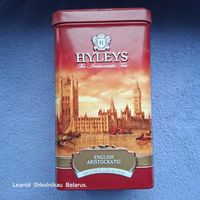 HYLEYS
The Aristocratic Tea
ENGLISH
ARISTOCRATIC
Leanid Shkolnikau Belarus.